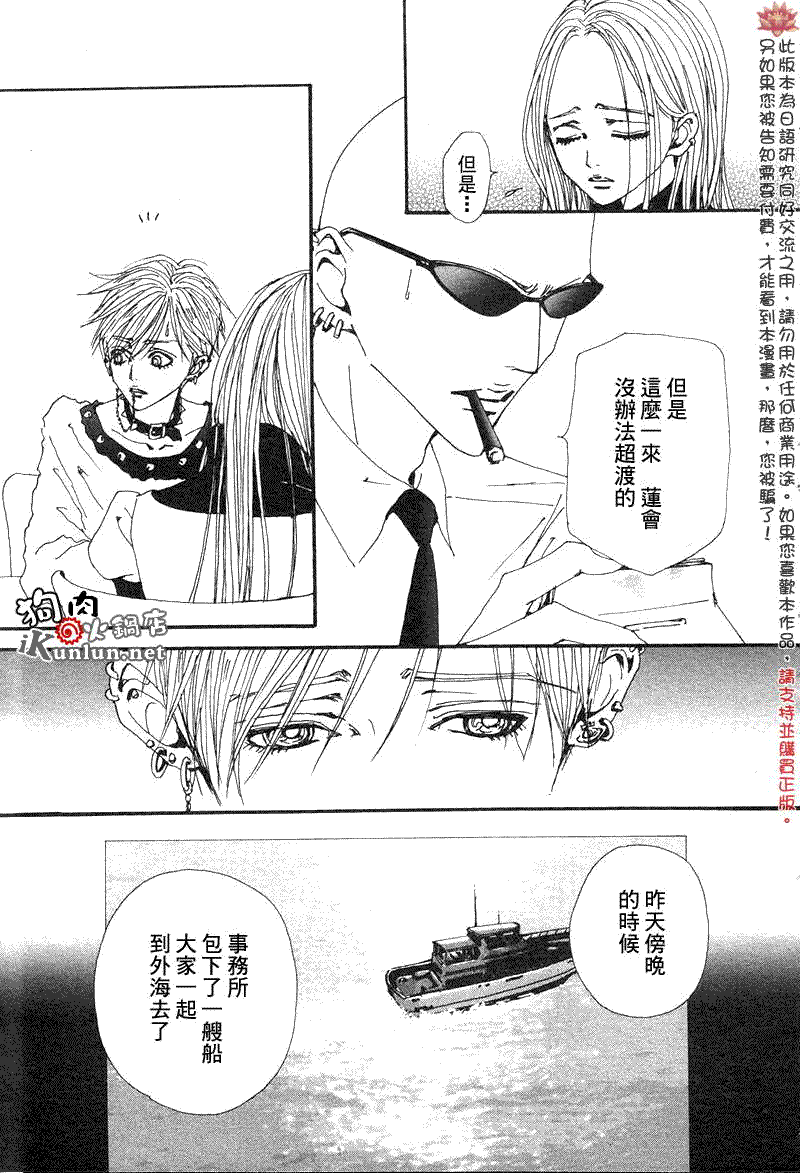 但是…
但是
這麼一來 蓮會
沒辦法超渡的
昨天傍晚
的時候
事務所
包下了一艘船
大家一起
到外海去了
狗肉火鍋店
iKunlun.net
此版本為日語研究同好交流之用，請勿用於任何商業用途。如果您喜歡本作品，請支持並購買正版。
另如果您被告知需要付費，才能看到本漫畫，那麼，您被騙了！